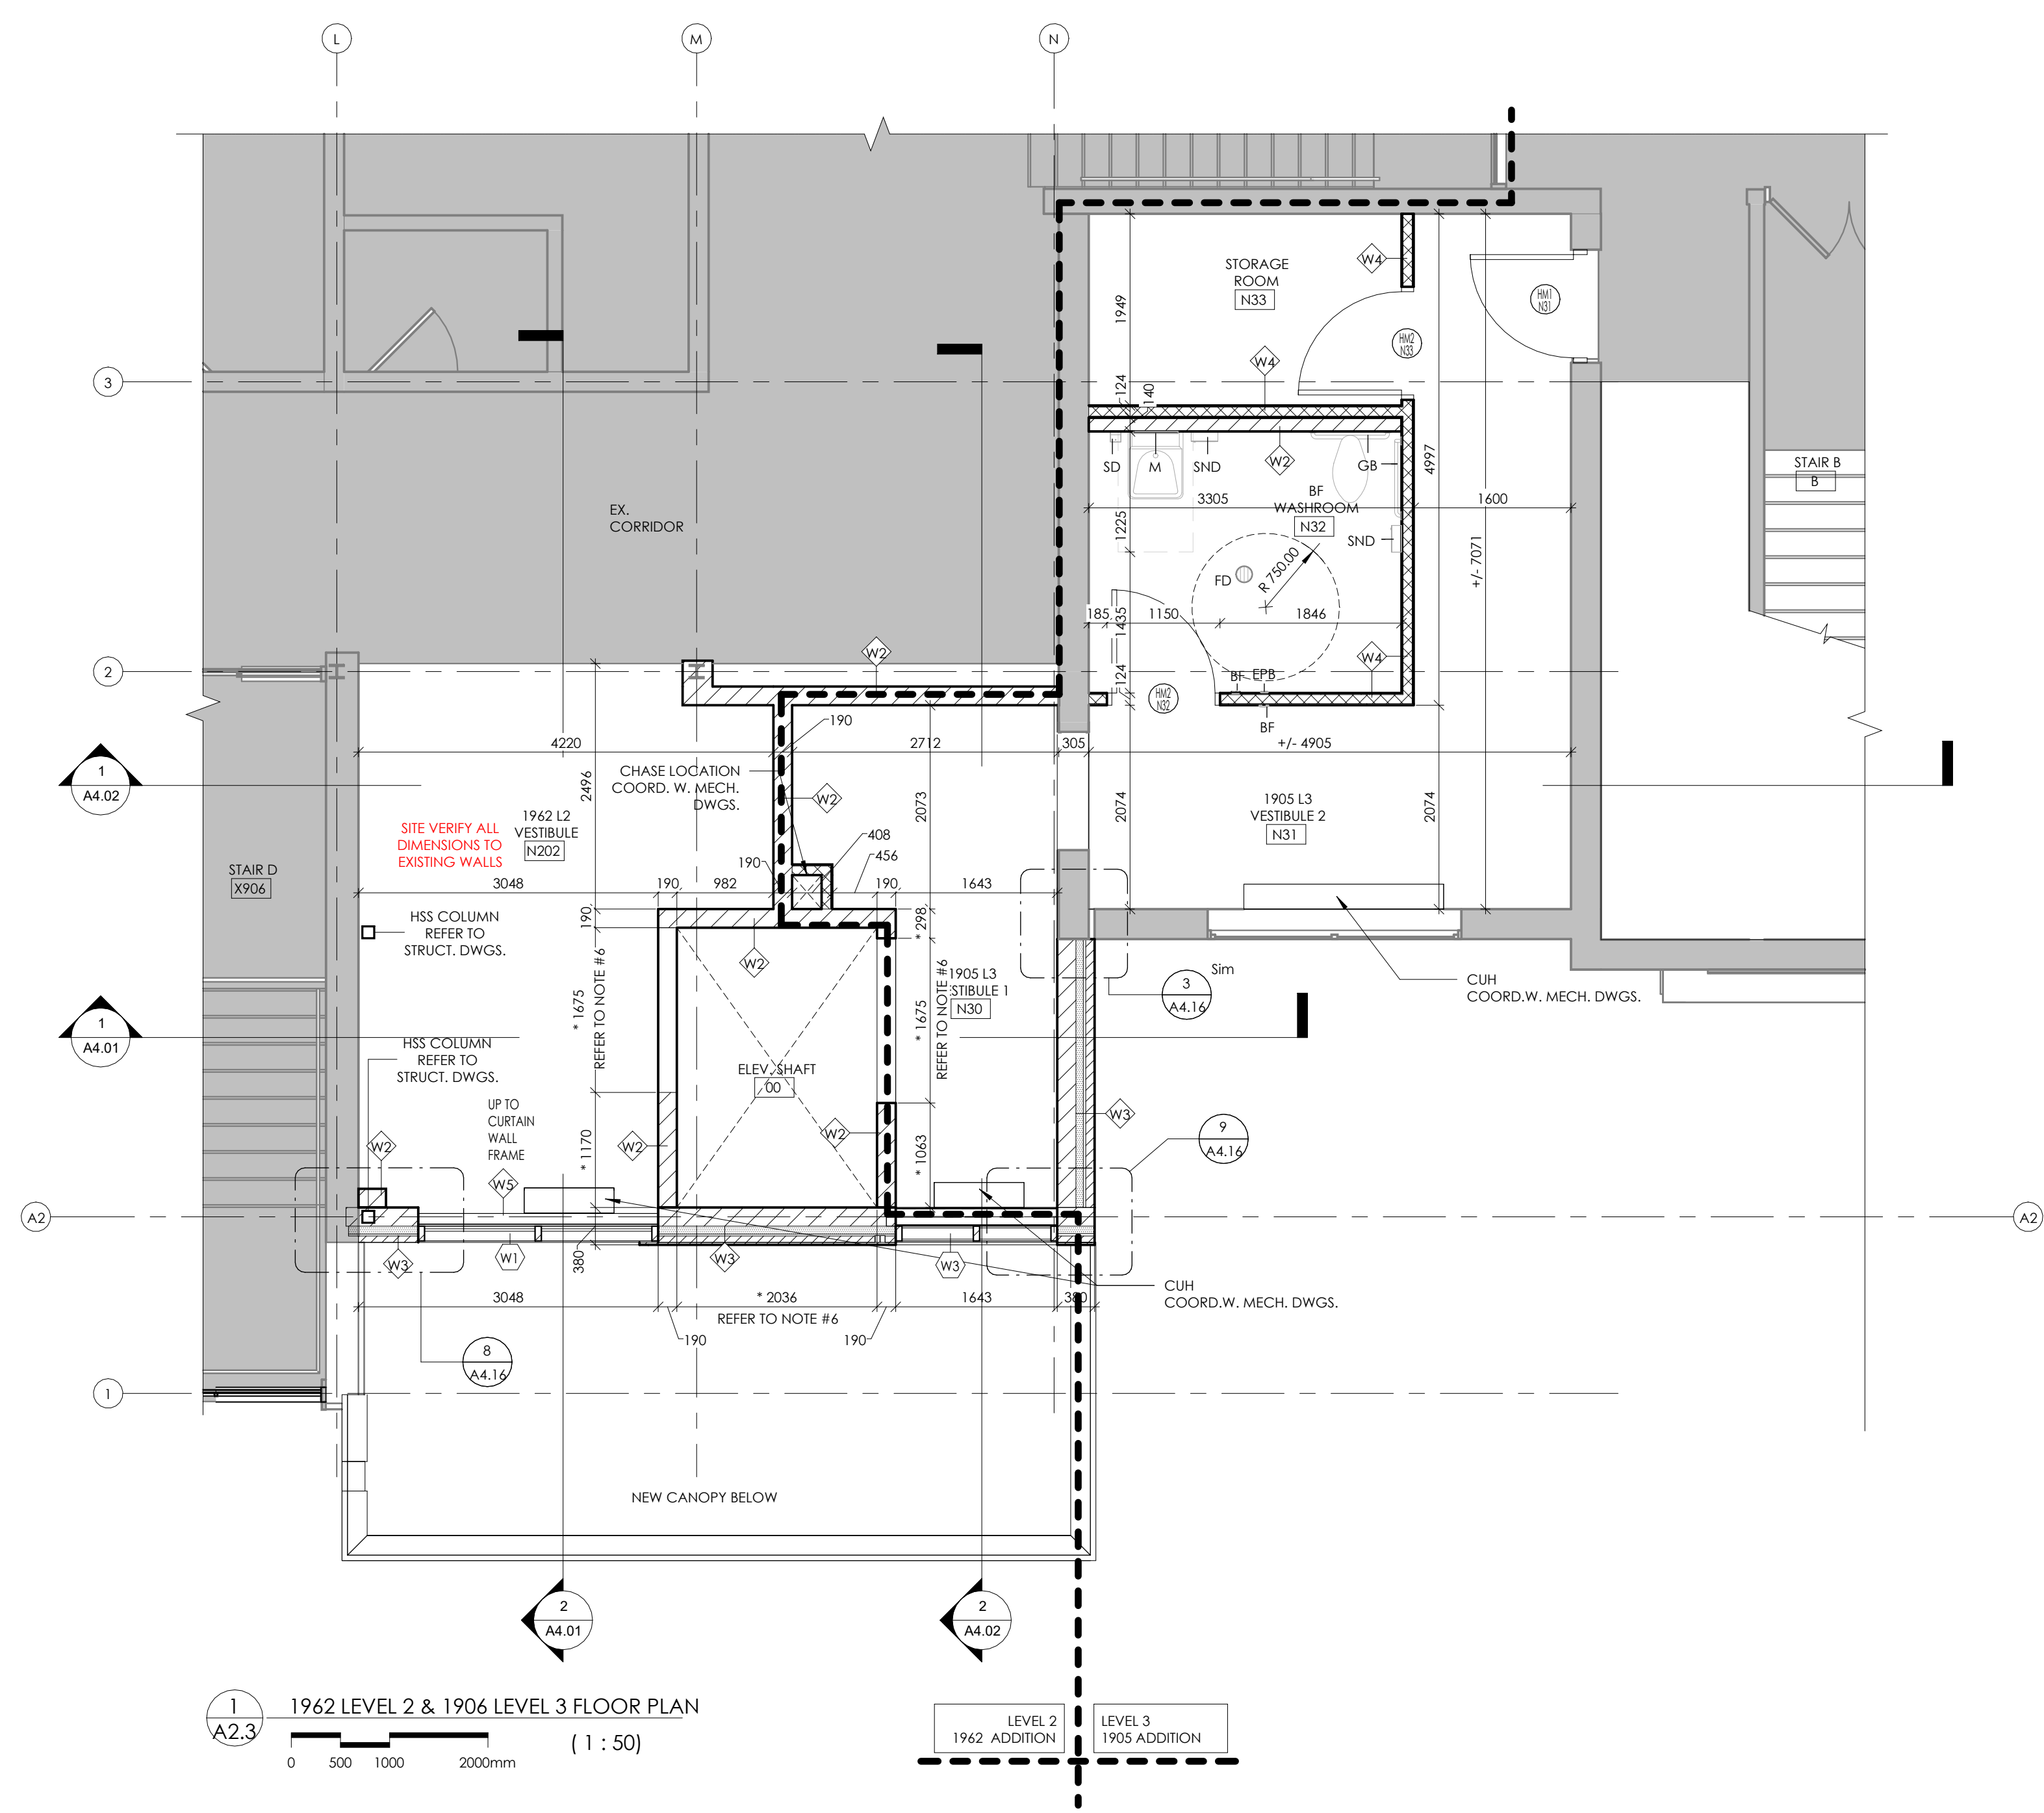 L
M
N
STORAGE
ROOM
N33
W4
HM1
N31
HM2
N33
3
1949
W4
124
140
4997
SD
M
SND
W2
GB
STAIR B
B
3305
1600
BF
WASHROOM
N32
EX.
CORRIDOR
1225
SND
+/- 7071
FD
R 750.00
185
1435
1150
1846
2
W2
W4
124
BF
EPB
HM2
N32
BF
190
4220
2712
305
+/- 4905
1
A4.02
2496
CHASE LOCATION
COORD. W. MECH.
DWGS.
W2
2073
2074
2074
1905 L3
VESTIBULE 2
N31
1962 L2
VESTIBULE
N202
SITE VERIFY ALL
DIMENSIONS TO
EXISTING WALLS
408
456
190
STAIR D
X906
3048
190
982
190
1643
HSS COLUMN
REFER TO
STRUCT. DWGS.
190
* 298
W2
1905 L3
STIBULE 1
N30
Sim
3
A4.16
CUH
COORD.W. MECH. DWGS.
* 1675
REFER TO NOTE #6
* 1675
REFER TO NOTE #6
1
A4.01
HSS COLUMN
REFER TO
STRUCT. DWGS.
ELEV. SHAFT
00
UP TO
CURTAIN
WALL
FRAME
W3
9
A4.16
W2
* 1170
W2
W2
* 1063
W5
A2
A2
W3
W1
380
W3
W3
CUH
COORD.W. MECH. DWGS.
3048
* 2036
1643
380
REFER TO NOTE #6
190
190
8
A4.16
1
NEW CANOPY BELOW
2
A4.01
2
A4.02
1
A2.3
1962 LEVEL 2 & 1906 LEVEL 3 FLOOR PLAN
( 1 : 50)
0
500
1000
2000mm
LEVEL 2
1962 ADDITION
LEVEL 3
1905 ADDITION